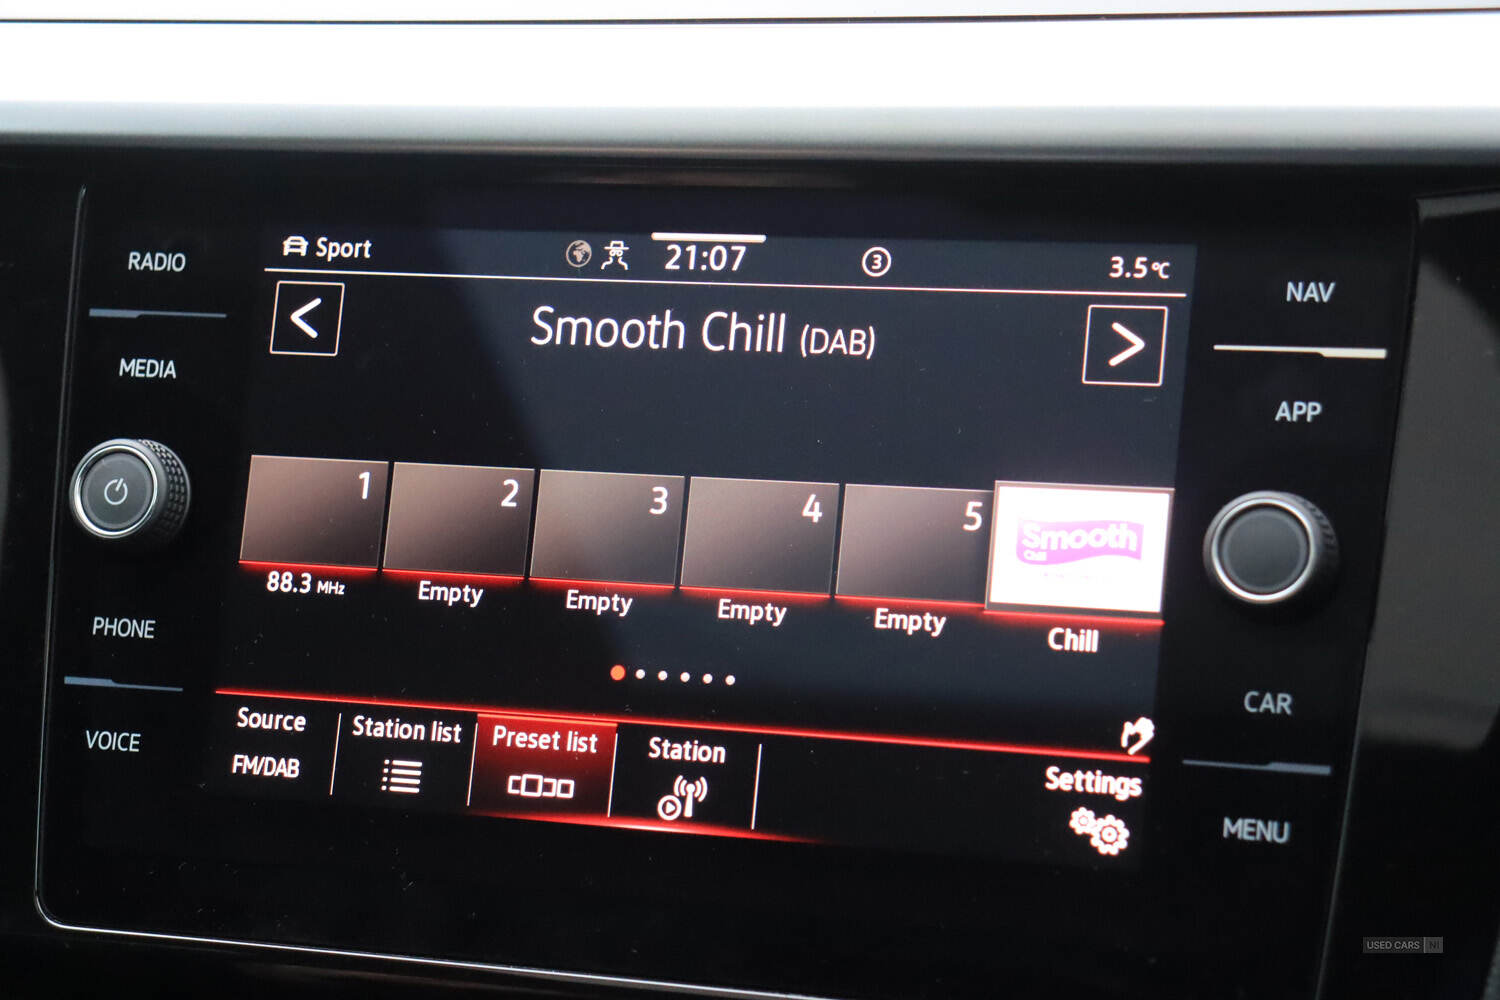 RADIO
MEDIA
PHONE
VOICE
Sport
21:07
3
3.5°C
Smooth Chill (DAB)
1
2
3
4
5
Smooth
Chill
88.3 MHz
Empty
Empty
Empty
Empty
Chill
Source
FM/DAB
Station list
Preset list
Station
Settings
NAV
APP
CAR
MENU
USED CARS NI